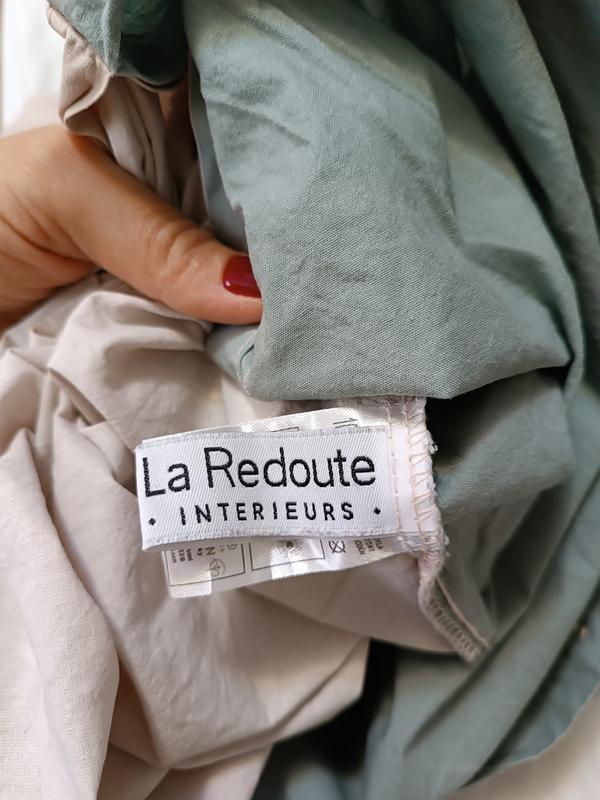 La Redoute
• INTERIEURS •